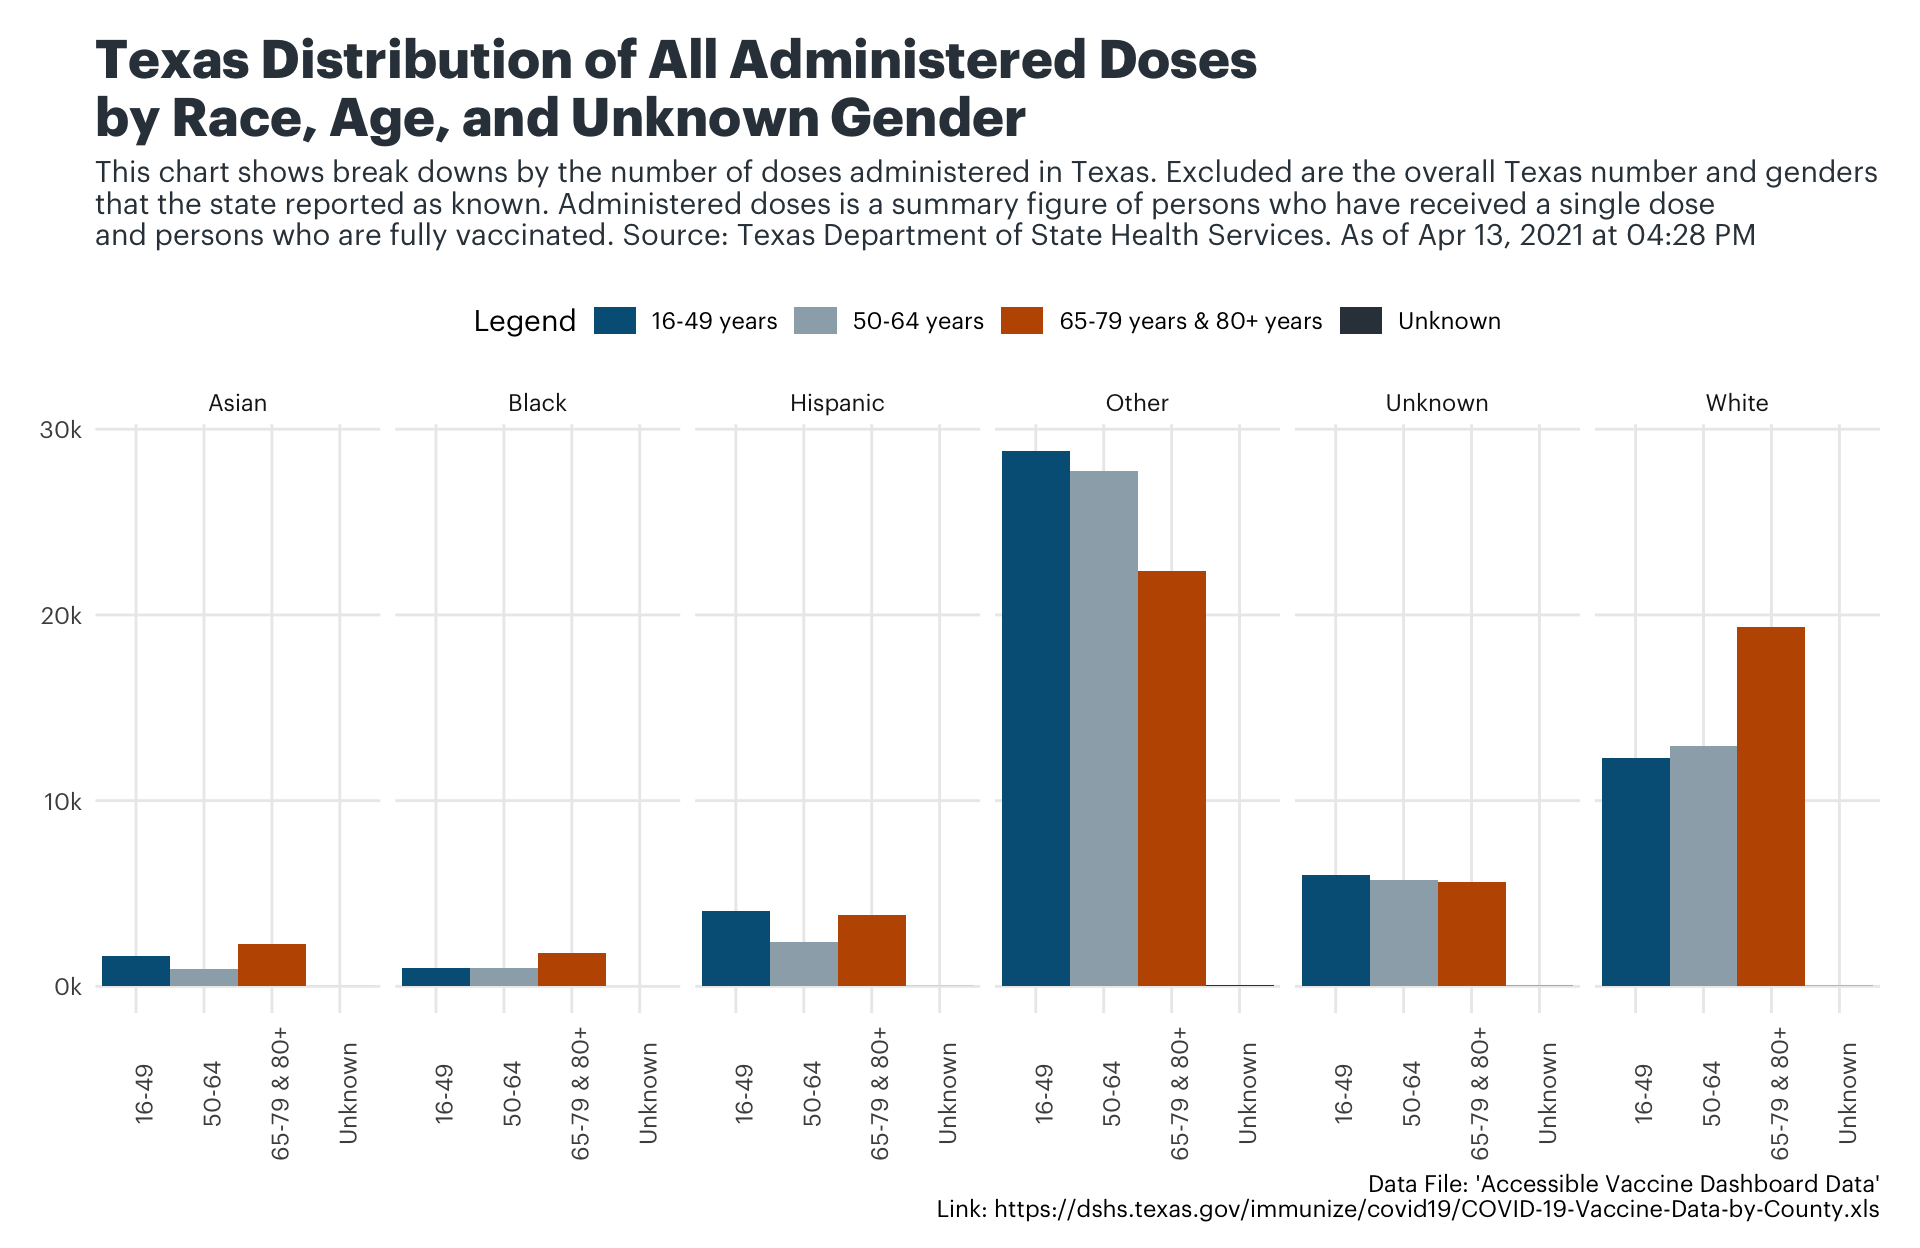 Texas Distribution of All Administered Doses
by Race, Age, and Unknown Gender
This chart shows break downs by the number of doses administered in Texas. Excluded are the overall Texas number and genders
that the state reported as known. Administered doses is a summary figure of persons who have received a single dose
and persons who are fully vaccinated. Source: Texas Department of State Health Services. As of Apr 13, 2021 at 04:28 PM
Legend 16-49 years 50-64 years 65-79 years & 80+ years Unknown
Asian Black Hispanic Other Unknown White
30k
20k
10k
0k
16-49 50-64 65-79 & 80+ Unknown 16-49 50-64 65-79 & 80+ Unknown 16-49 50-64 65-79 & 80+ Unknown 16-49 50-64 65-79 & 80+ Unknown 16-49 50-64 65-79 & 80+ Unknown 16-49 50-64 65-79 & 80+ Unknown
Data File: 'Accessible Vaccine Dashboard Data'
Link: https://dshs.texas.gov/immunize/covid19/COVID-19-Vaccine-Data-by-County.xls